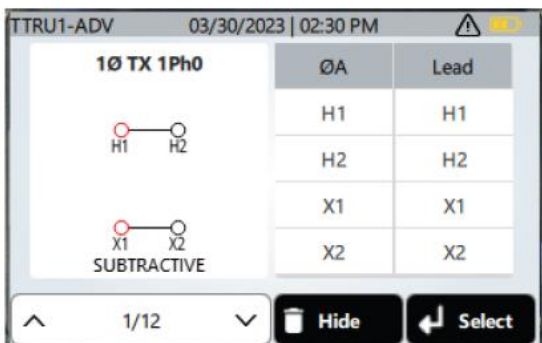 TTRU1-ADV 03/30/2023 | 02:30 PM
1Ø TX 1Ph0
H1 H2
X1 X2
SUBTRACTIVE
ØA Lead
H1 H1
H2 H2
X1 X1
X2 X2
1/12 Hide Select